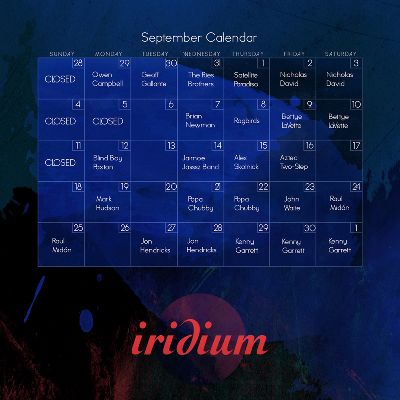 September Calendar
SUNDAY MONDAY TUESDAY WEDNESDAY THURSDAY FRIDAY SATURDAY
28 29 30 31 1 2 3
CLOSED Owen Campbell Geoff Gallante The Ries Brothers Satellite Paradiso Nicholas David Nicholas David
4 5 6 7 8 9 10
CLOSED CLOSED Brian Newman Rogbirds Bettye LaVette Bettye LaVette
11 12 13 14 15 16 17
CLOSED Blind Boy Paxton Jaimoe Jasssz Band Alex Skolnick Aztec Two-Step
18 19 20 21 21 23 24
Mark Hudson Popa Chubby Popa Chubby John Waite Raul Midón
25 26 27 28 29 30 1
Raul Midón Jon Hendricks Jon Hendricks Kenny Garrett Kenny Garrett Kenny Garrett
iridium